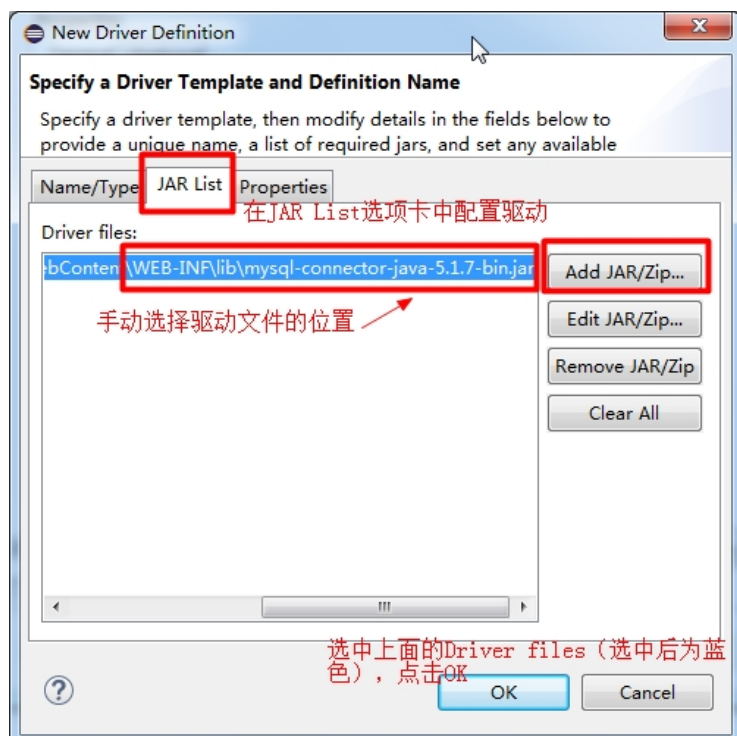 New Driver Definition
Specify a Driver Template and Definition Name
Specify a driver template, then modify details in the fields below to
provide a unique name, a list of required jars, and set any available
Name/Type JAR List Properties
在JAR List选项卡中配置驱动
Driver files:
bContent\WEB-INF\lib\mysql-connector-java-5.1.7-bin.jar
Add JAR/Zip...
手动选择驱动文件的位置
Edit JAR/Zip...
Remove JAR/Zip
Clear All
选中上面的Driver files（选中后为蓝
色），点击OK
OK
Cancel